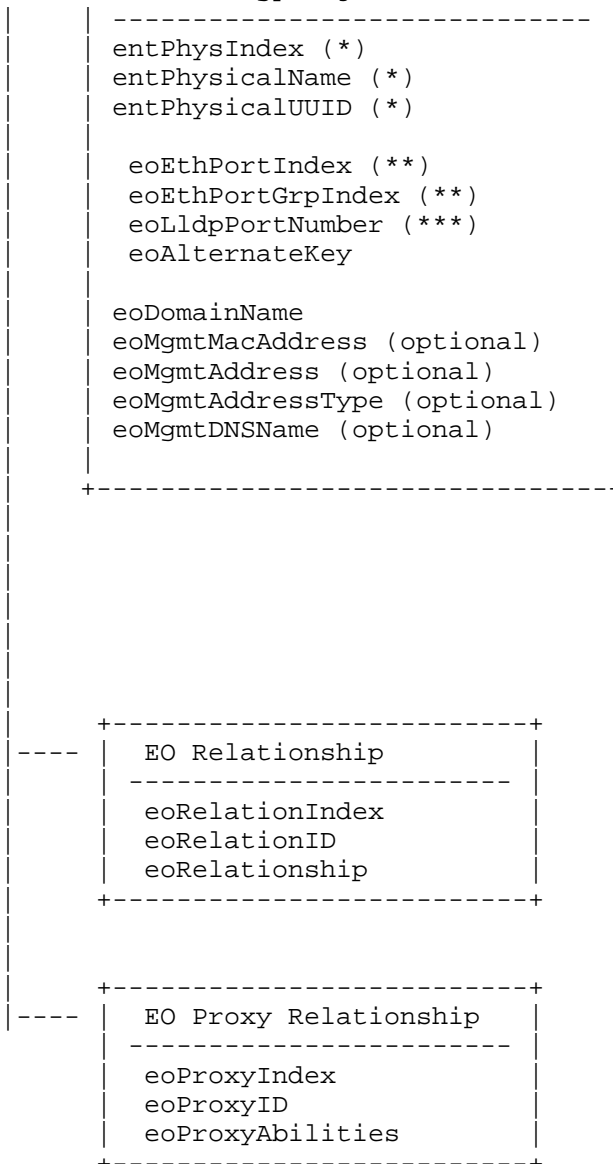 entPhysIndex (*)
entPhysicalName (*)
entPhysicalUUID (*)
eoEthPortIndex (**)
eoEthPortGrpIndex (**)
eoLldpPortNumber (***)
eoAlternateKey
eoDomainName
eoMgmtMacAddress (optional)
eoMgmtAddress (optional)
eoMgmtAddressType (optional)
eoMgmtDNSName (optional)
EO Relationship
eoRelationIndex
eoRelationID
eoRelationship
EO Proxy Relationship
eoProxyIndex
eoProxyID
eoProxyAbilities